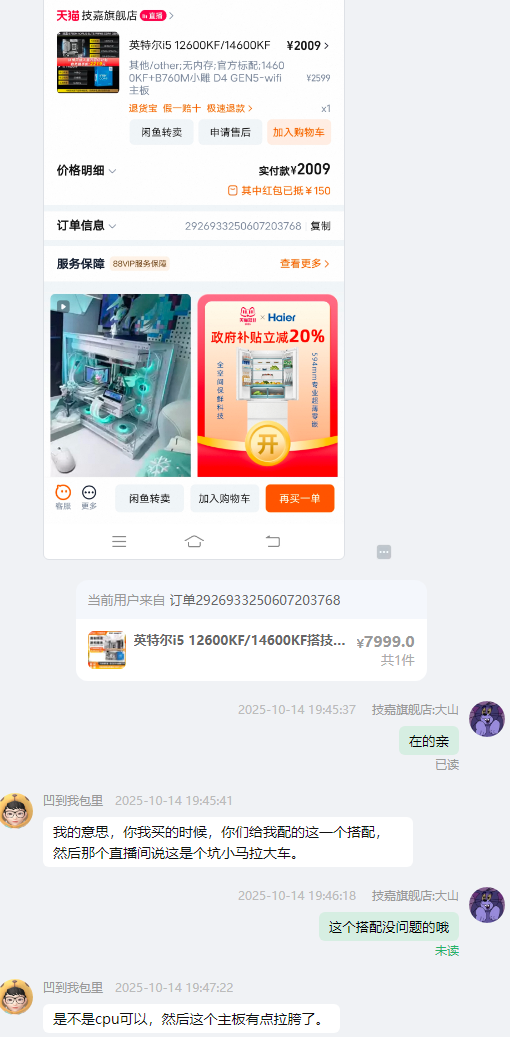 天猫 技嘉旗舰店 直播
英特尔i5 12600KF/14600KF ¥2009
其他/other;无内存;官方标配;1460
0KF+B760M小雕 D4 GEN5-wifi
主板
¥2599
退货宝 假一赔十 极速退款
x1
闲鱼转卖 申请售后 加入购物车
价格明细 实付款¥2009
其中红包已抵¥150
订单信息 2926933250607203768 复制
服务保障 88VIP服务保障 查看更多
Haier
政府补贴立减20%
全空间保鲜科技
594mm专业超薄零嵌
开
客服 更多 闲鱼转卖 加入购物车 再买一单
当前用户来自 订单2926933250607203768
英特尔i5 12600KF/14600KF搭技... ¥7999.0
共1件
2025-10-14 19:45:37 技嘉旗舰店:大山
在的亲
已读
凹到我包里 2025-10-14 19:45:41
我的意思，你我买的时候，你们给我配的这一个搭配，
然后那个直播间说这是个坑小马拉大车。
2025-10-14 19:46:18 技嘉旗舰店:大山
这个搭配没问题的哦
未读
凹到我包里 2025-10-14 19:47:22
是不是cpu可以，然后这个主板有点拉胯了。